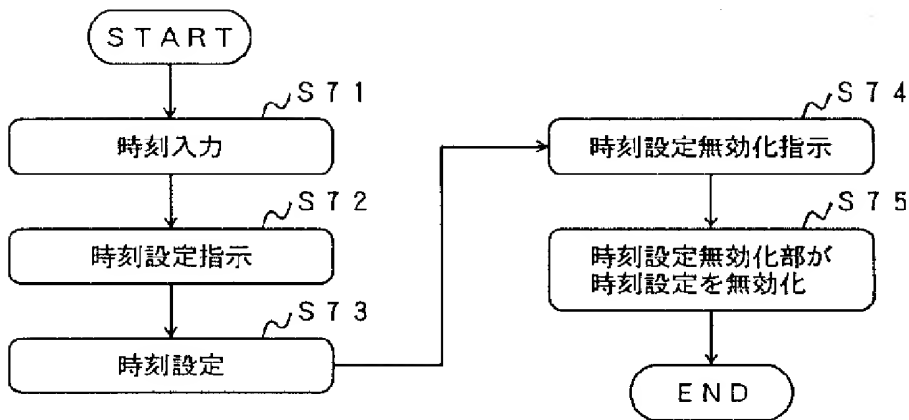 START
S71
時刻入力
S72
時刻設定指示
S73
時刻設定
S74
時刻設定無効化指示
S75
時刻設定無効化部が
時刻設定を無効化
END